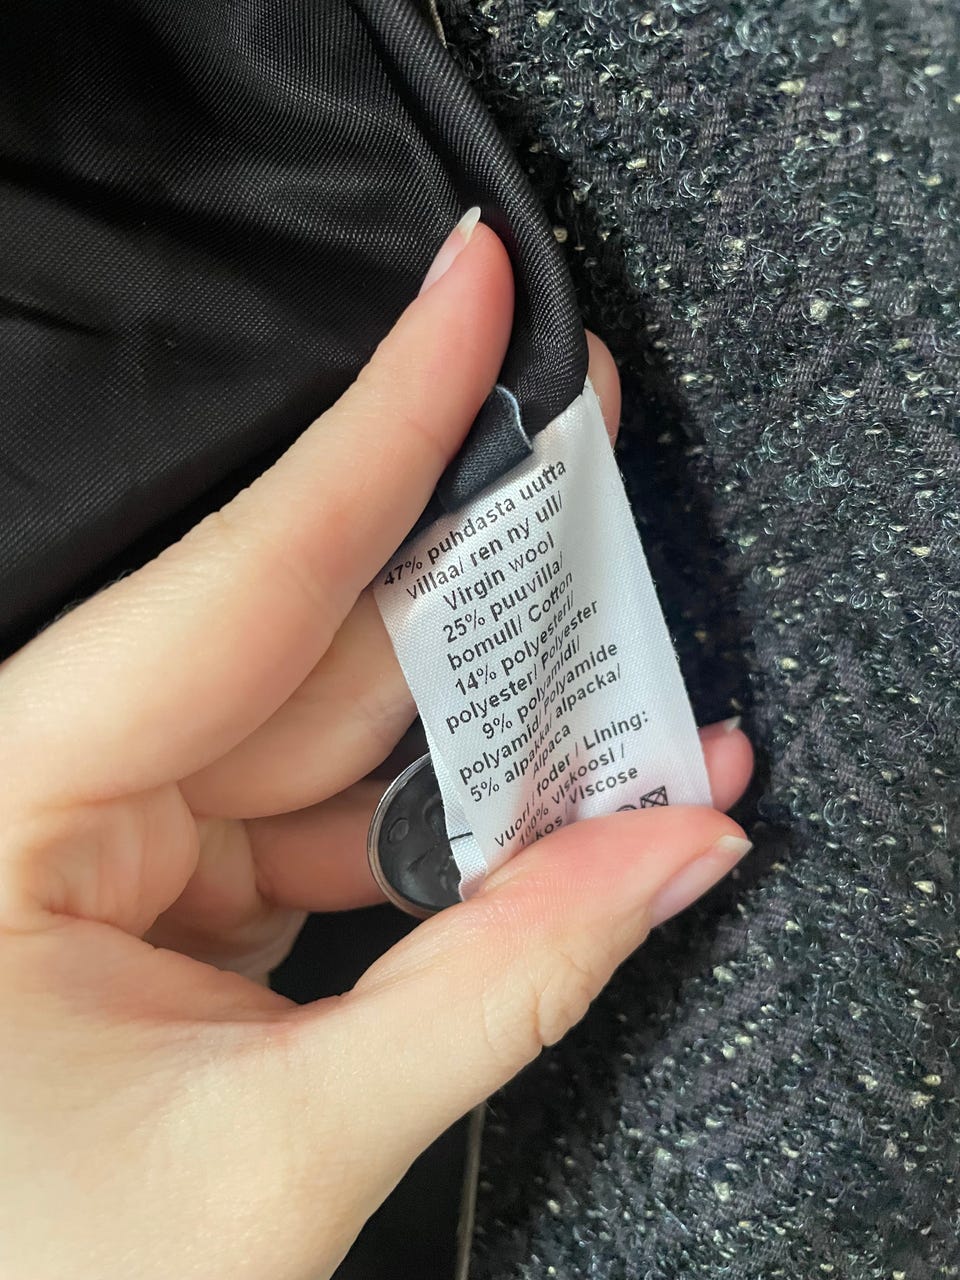 47% puhdasta uutta
villaa/ ren ny ull/
Virgin wool
25% puuvilla/
bomull/ Cotton
14% polyesteri/
polyester/ Polyester
9% polyamidi/
polyamid/ Polyamide
5% alpakka/ alpacka/
Alpaca
vuori / foder / Lining:
100% viskoosi /
viskos / Viscose